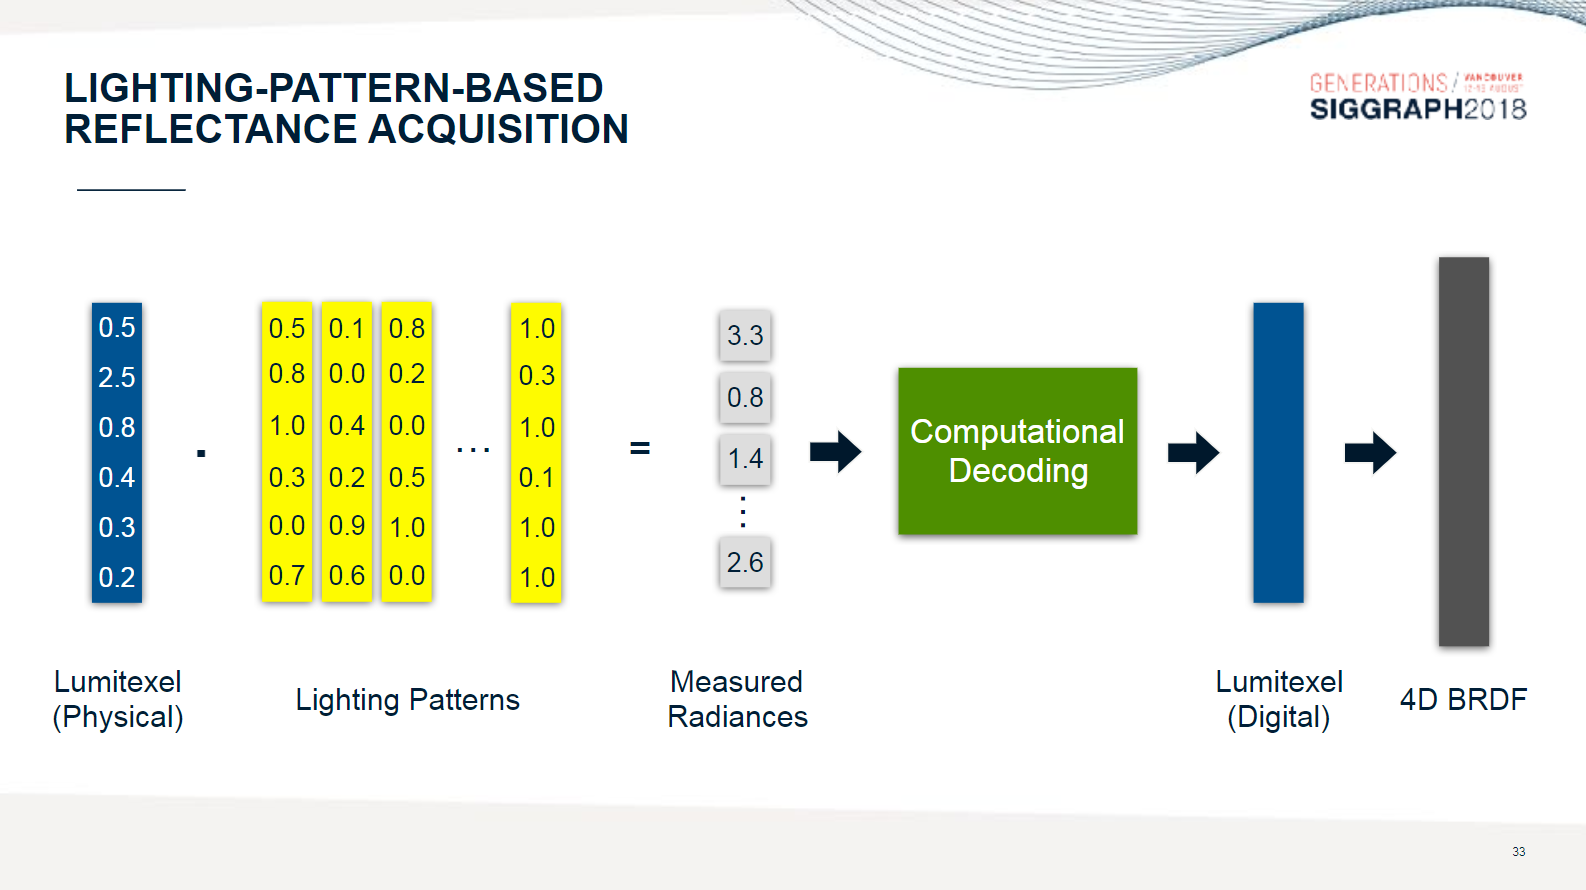 LIGHTING-PATTERN-BASED
REFLECTANCE ACQUISITION
GENERATIONS / VANCOUVER
12-16 AUGUST
SIGGRAPH2018
0.5
2.5
0.8
0.4
0.3
0.2
.
0.5 0.1 0.8 1.0
0.8 0.0 0.2 0.3
1.0 0.4 0.0 1.0
...
0.3 0.2 0.5 0.1
0.0 0.9 1.0 1.0
0.7 0.6 0.0 1.0
=
3.3
0.8
1.4
⋮
2.6
Computational
Decoding
Lumitexel
(Physical)
Lighting Patterns
Measured
Radiances
Lumitexel
(Digital)
4D BRDF
33